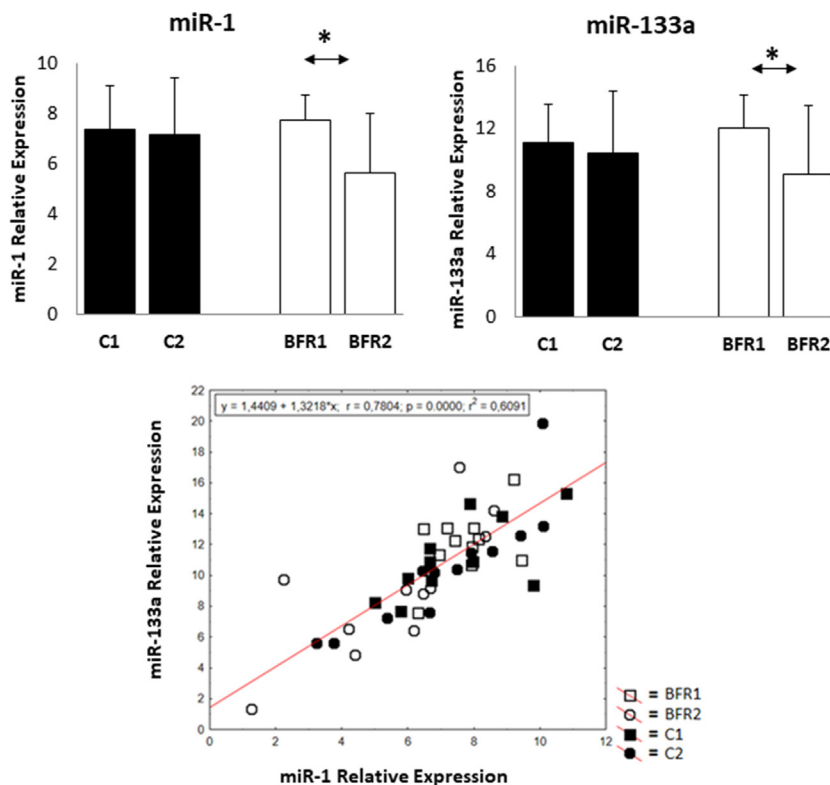 miR-1
miR-1 Relative Expression
10
8
6
4
2
0
*
C1 C2 BFR1 BFR2
miR-133a
miR-133a Relative Expression
16
12
8
4
0
*
C1 C2 BFR1 BFR2
y = 1,4409 + 1,3218*x; r = 0,7804; p = 0.0000; r² = 0,6091
miR-133a Relative Expression
22
20
18
16
14
12
10
8
6
4
2
0
0 2 4 6 8 10 12
miR-1 Relative Expression
= BFR1
= BFR2
= C1
= C2